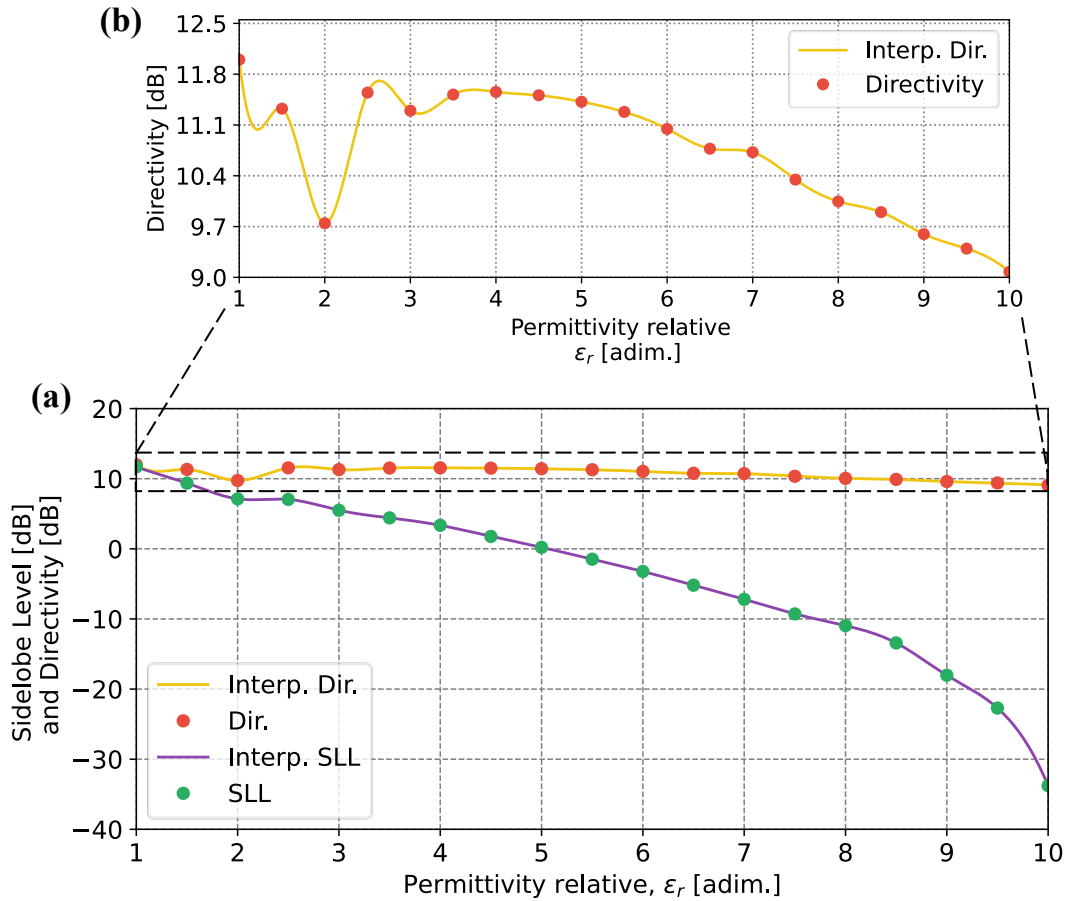 (b)
12.5
11.8
11.1
10.4
9.7
9.0
Directivity [dB]
Interp. Dir.
Directivity
1 2 3 4 5 6 7 8 9 10
Permittivity relative
εr [adim.]
(a)
20
10
0
−10
−20
−30
−40
Sidelobe Level [dB]
and Directivity [dB]
Interp. Dir.
Dir.
Interp. SLL
SLL
1 2 3 4 5 6 7 8 9 10
Permittivity relative, εr [adim.]